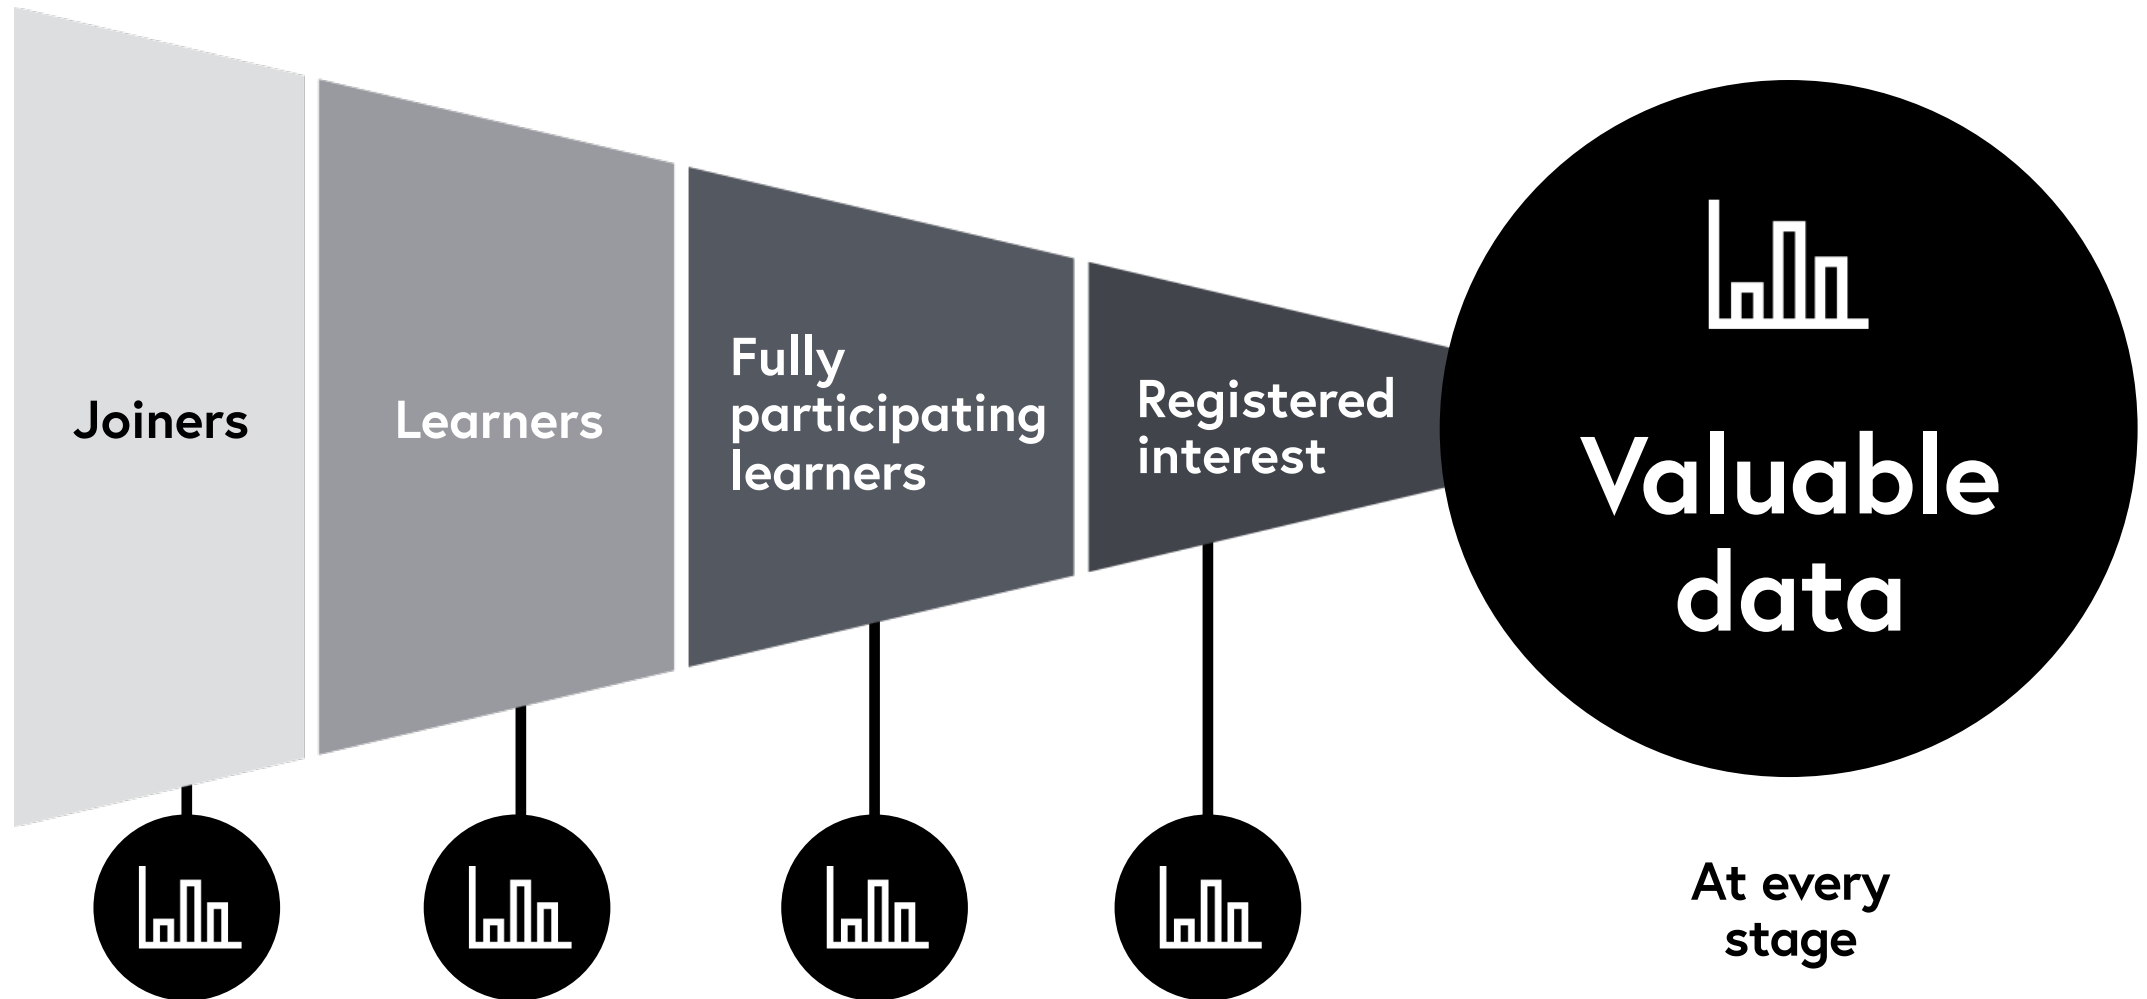 Joiners
Learners
Fully
participating
learners
Registered
interest
Valuable
data
At every
stage